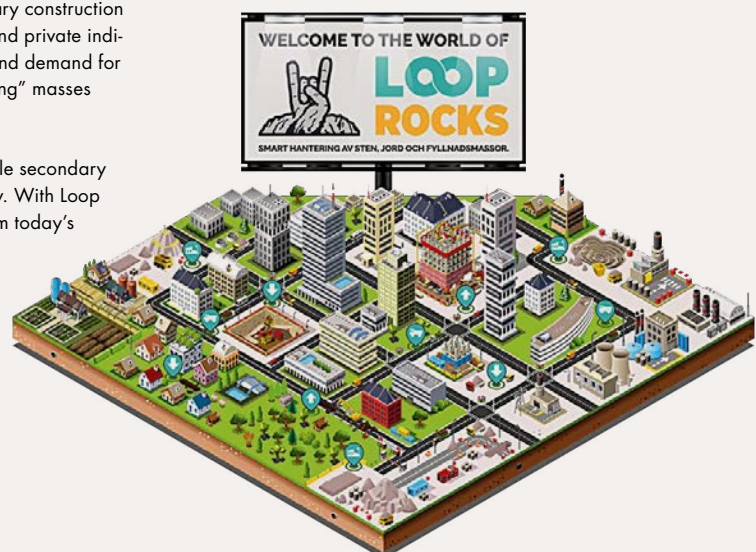 ary construction
nd private indi-
nd demand for
ng” masses
le secondary
y. With Loop
m today’s
WELCOME TO THE WORLD OF
LOOP
ROCKS
SMART HANTERING AV STEN, JORD OCH FYLLNADSMASSOR.